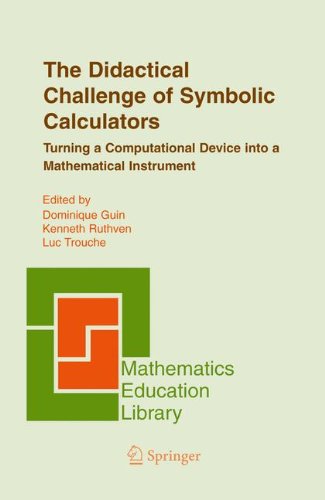 The Didactical
Challenge of Symbolic
Calculators
Turning a Computational Device into a
Mathematical Instrument
Edited by
Dominique Guin
Kenneth Ruthven
Luc Trouche
Mathematics
Education
Library
Springer